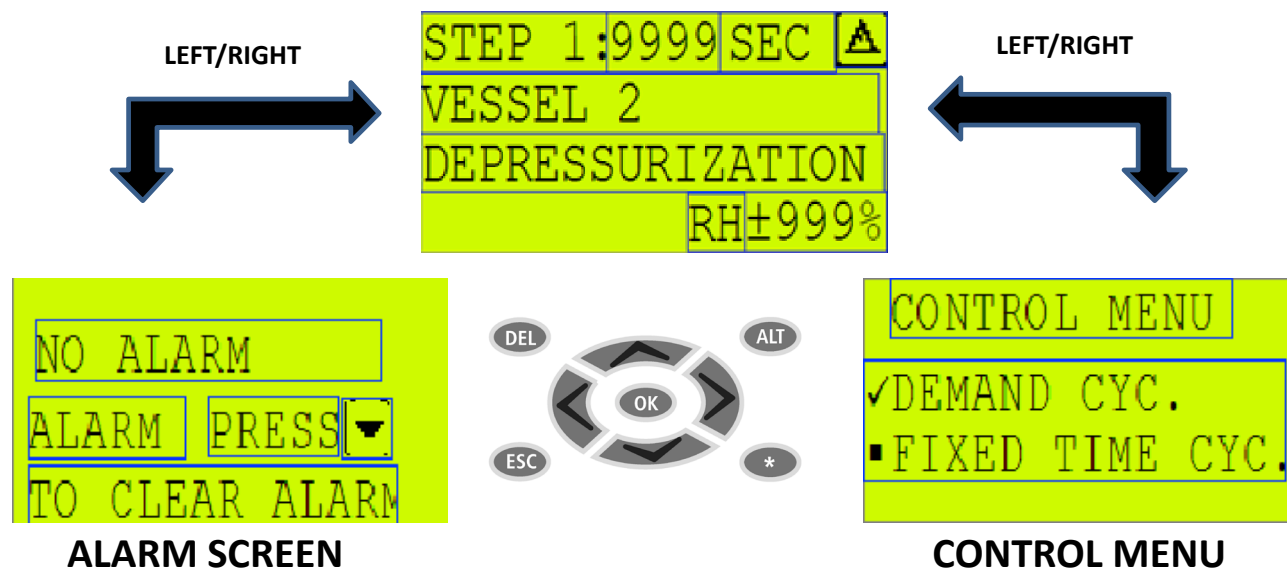 LEFT/RIGHT
STEP 1:9999 SEC
VESSEL 2
DEPRESSURIZATION
RH±999%
LEFT/RIGHT
NO ALARM
ALARM PRESS
TO CLEAR ALARM
ALARM SCREEN
DEL
ALT
OK
ESC
*
CONTROL MENU
✓DEMAND CYC.
▪FIXED TIME CYC.
CONTROL MENU